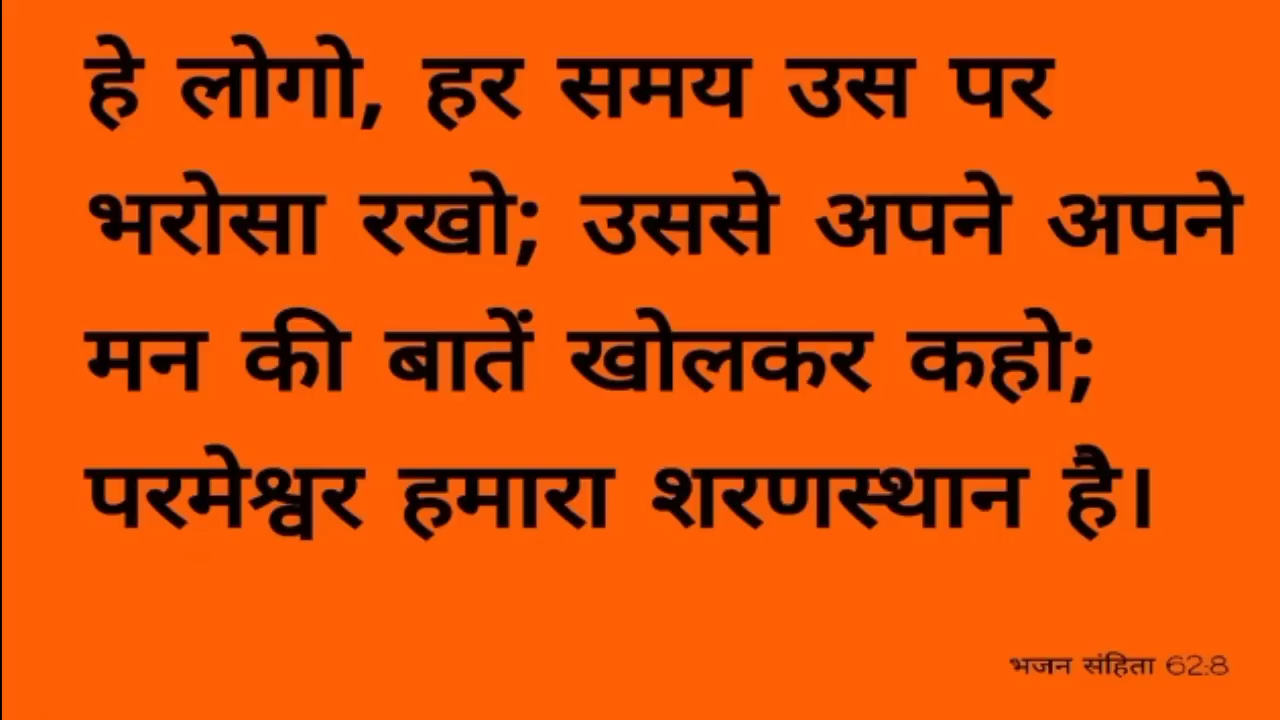 हे लोगो, हर समय उस पर
भरोसा रखो; उससे अपने अपने
मन की बातें खोलकर कहो;
परमेश्वर हमारा शरणस्थान है।
भजन संहिता 62:8